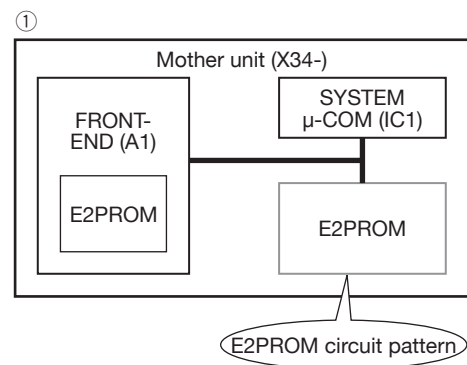 ①
Mother unit (X34-)
FRONT-
END (A1)
E2PROM
SYSTEM
µ-COM (IC1)
E2PROM
E2PROM circuit pattern